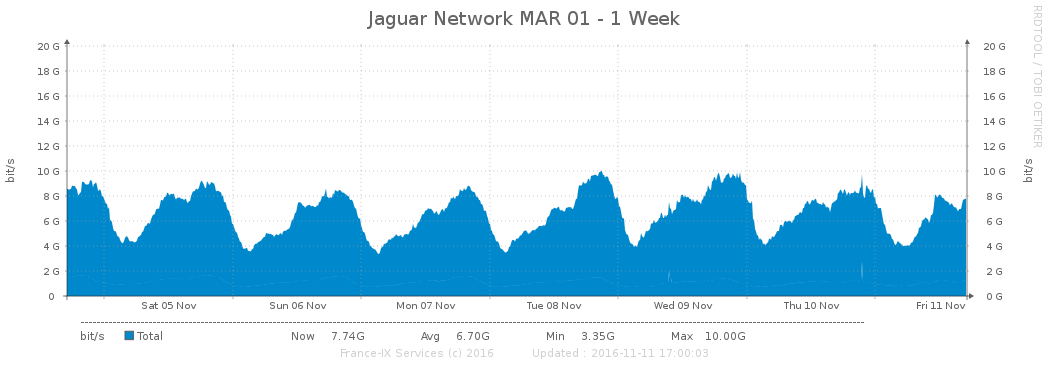 Jaguar Network MAR 01 - 1 Week
RRDTOOL / TOBI OETIKER
20 G 20 G
18 G 18 G
16 G 16 G
14 G 14 G
12 G 12 G
10 G 10 G
8 G 8 G
6 G 6 G
4 G 4 G
2 G 2 G
0 0 G
bit/s
bit/s
Sat 05 Nov Sun 06 Nov Mon 07 Nov Tue 08 Nov Wed 09 Nov Thu 10 Nov Fri 11 Nov
bit/s Total Now 7.74G Avg 6.70G Min 3.35G Max 10.00G
France-IX Services (c) 2016 Updated : 2016-11-11 17:00:03